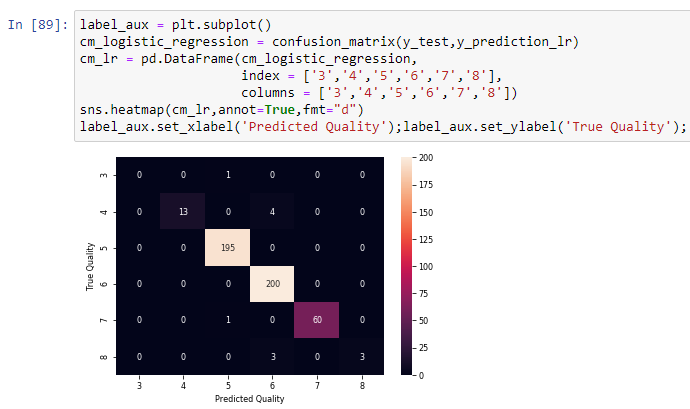 In [89]: label_aux = plt.subplot()
cm_logistic_regression = confusion_matrix(y_test,y_prediction_lr)
cm_lr = pd.DataFrame(cm_logistic_regression,
index = ['3','4','5','6','7','8'],
columns = ['3','4','5','6','7','8'])
sns.heatmap(cm_lr,annot=True,fmt="d")
label_aux.set_xlabel('Predicted Quality');label_aux.set_ylabel('True Quality');
True Quality
3 0 0 1 0 0 0
4 0 13 0 4 0 0
5 0 0 195 0 0 0
6 0 0 0 200 0 0
7 0 0 1 0 60 0
8 0 0 0 3 0 3
3 4 5 6 7 8
Predicted Quality
200
175
150
125
100
75
50
25
0